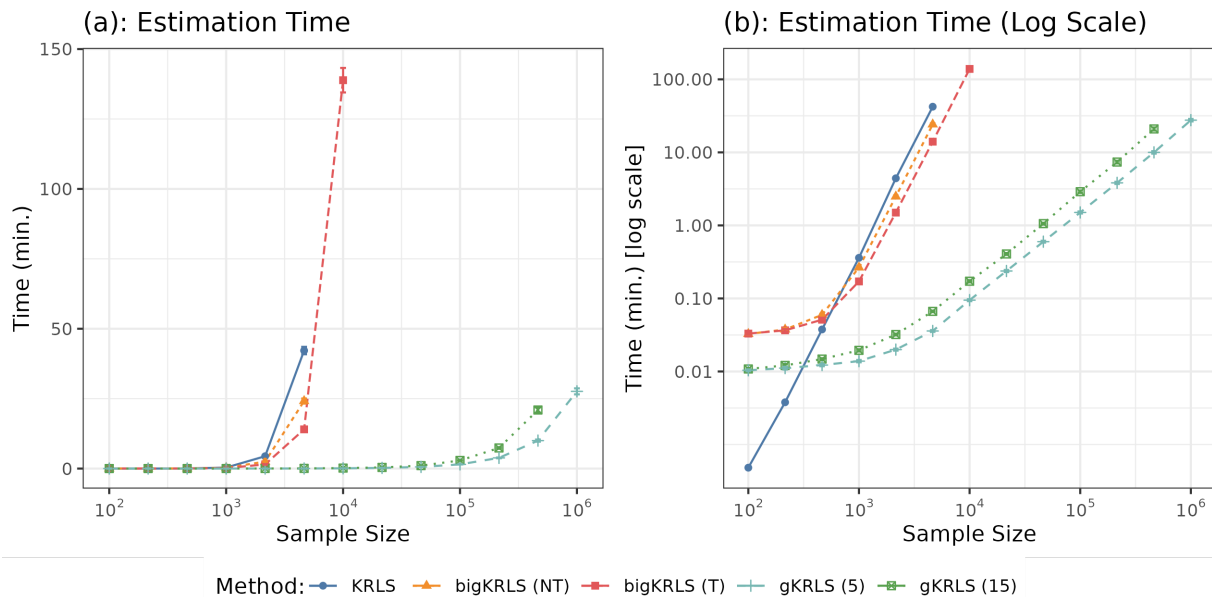 (a): Estimation Time
150
100
50
0
Time (min.)
10²
10³
10⁴
10⁵
10⁶
Sample Size
(b): Estimation Time (Log Scale)
100.00
10.00
1.00
0.10
0.01
Time (min.) [log scale]
10²
10³
10⁴
10⁵
10⁶
Sample Size
Method: KRLS bigKRLS (NT) bigKRLS (T) gKRLS (5) gKRLS (15)